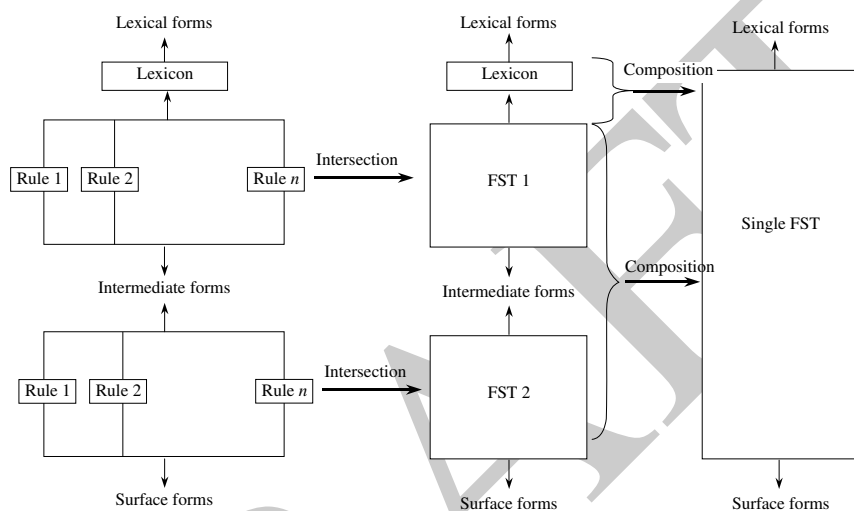 Lexical forms
Lexicon
Rule 1
Rule 2
Rule n
Intermediate forms
Rule 1
Rule 2
Rule n
Surface forms
Intersection
Intersection
Lexical forms
Lexicon
FST 1
Intermediate forms
FST 2
Surface forms
Composition
Composition
Lexical forms
Single FST
Surface forms